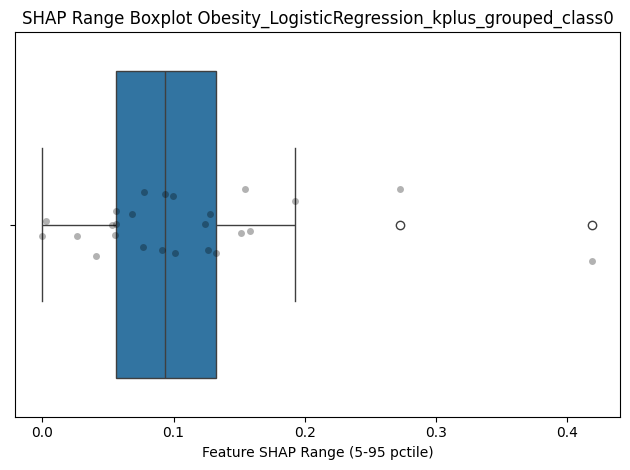 SHAP Range Boxplot Obesity_LogisticRegression_kplus_grouped_class0
0.0 0.1 0.2 0.3 0.4
Feature SHAP Range (5-95 pctile)